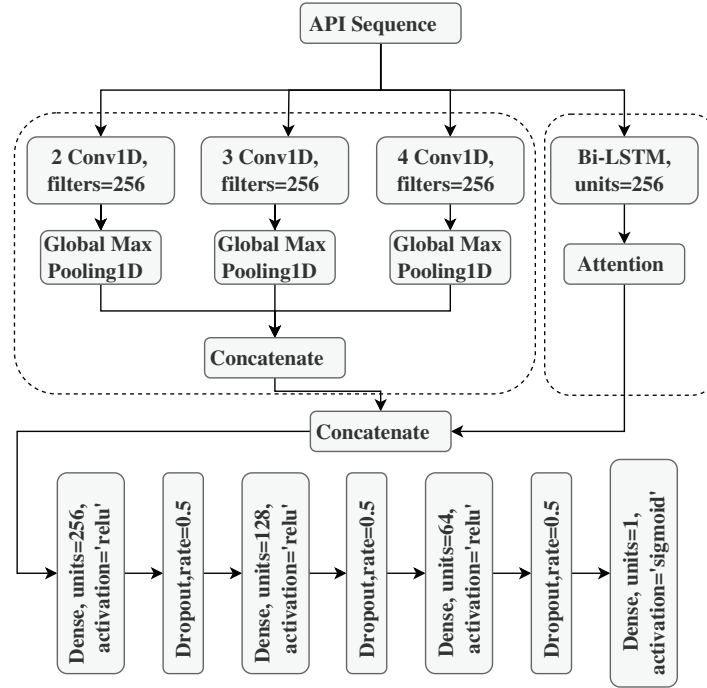 API Sequence
2 Conv1D,
filters=256
3 Conv1D,
filters=256
4 Conv1D,
filters=256
Bi-LSTM,
units=256
Global Max
Pooling1D
Global Max
Pooling1D
Global Max
Pooling1D
Attention
Concatenate
Concatenate
Dense, units=256,
activation='relu'
Dropout,rate=0.5
Dense, units=128,
activation='relu'
Dropout,rate=0.5
Dense, units=64,
activation='relu'
Dropout,rate=0.5
Dense, units=1,
activation='sigmoid'